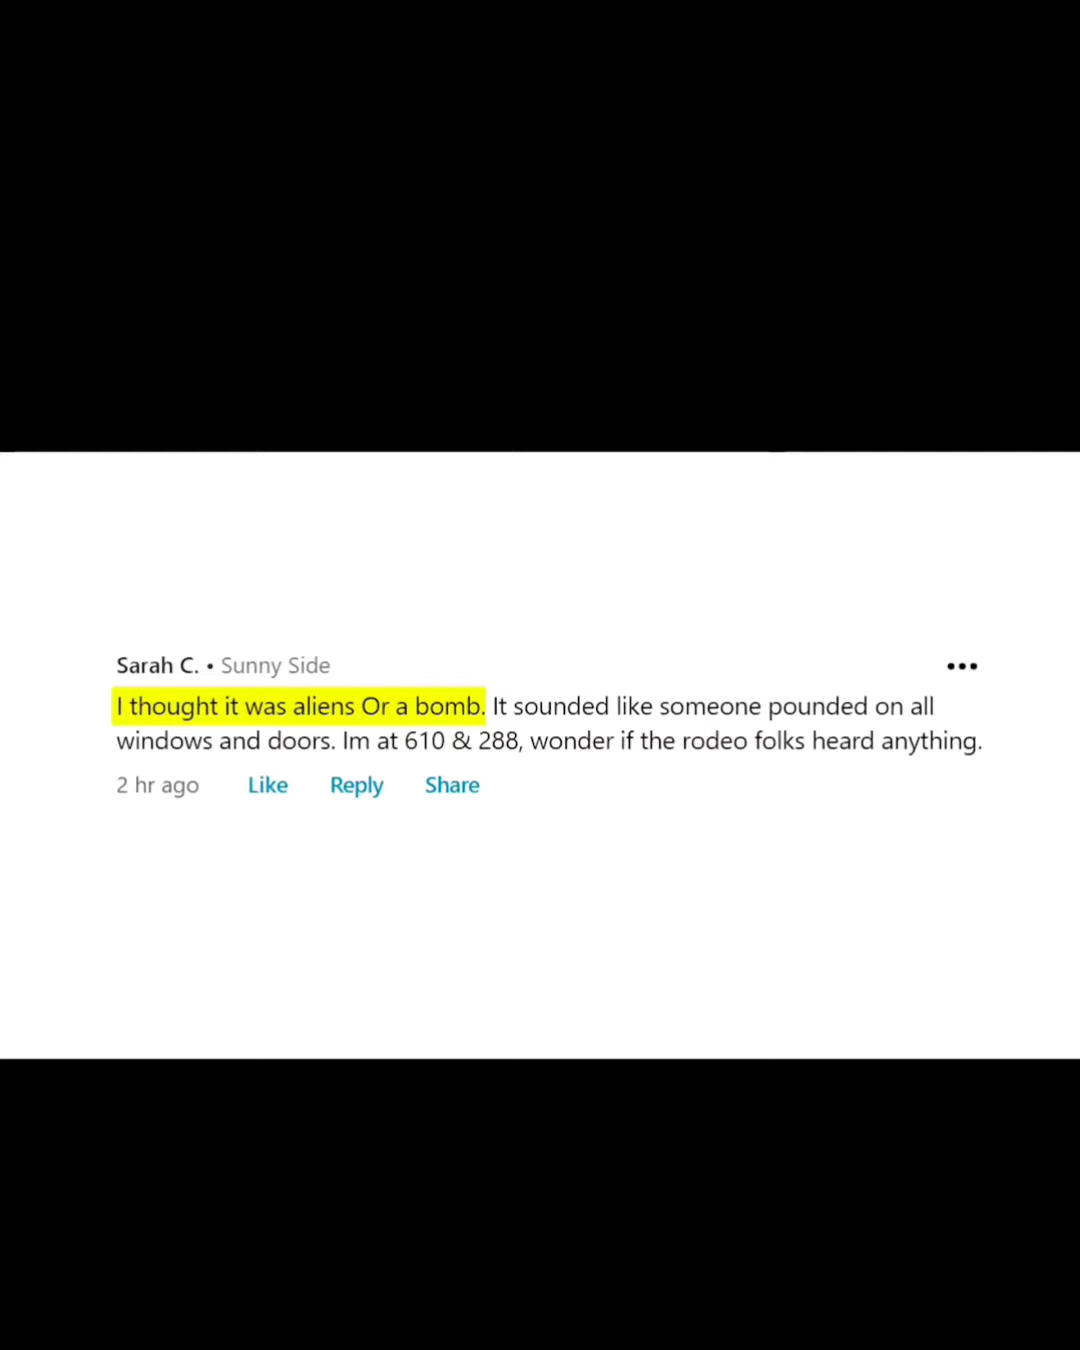 Sarah C. • Sunny Side
•••
I thought it was aliens Or a bomb. It sounded like someone pounded on all
windows and doors. Im at 610 & 288, wonder if the rodeo folks heard anything.
2 hr ago Like Reply Share